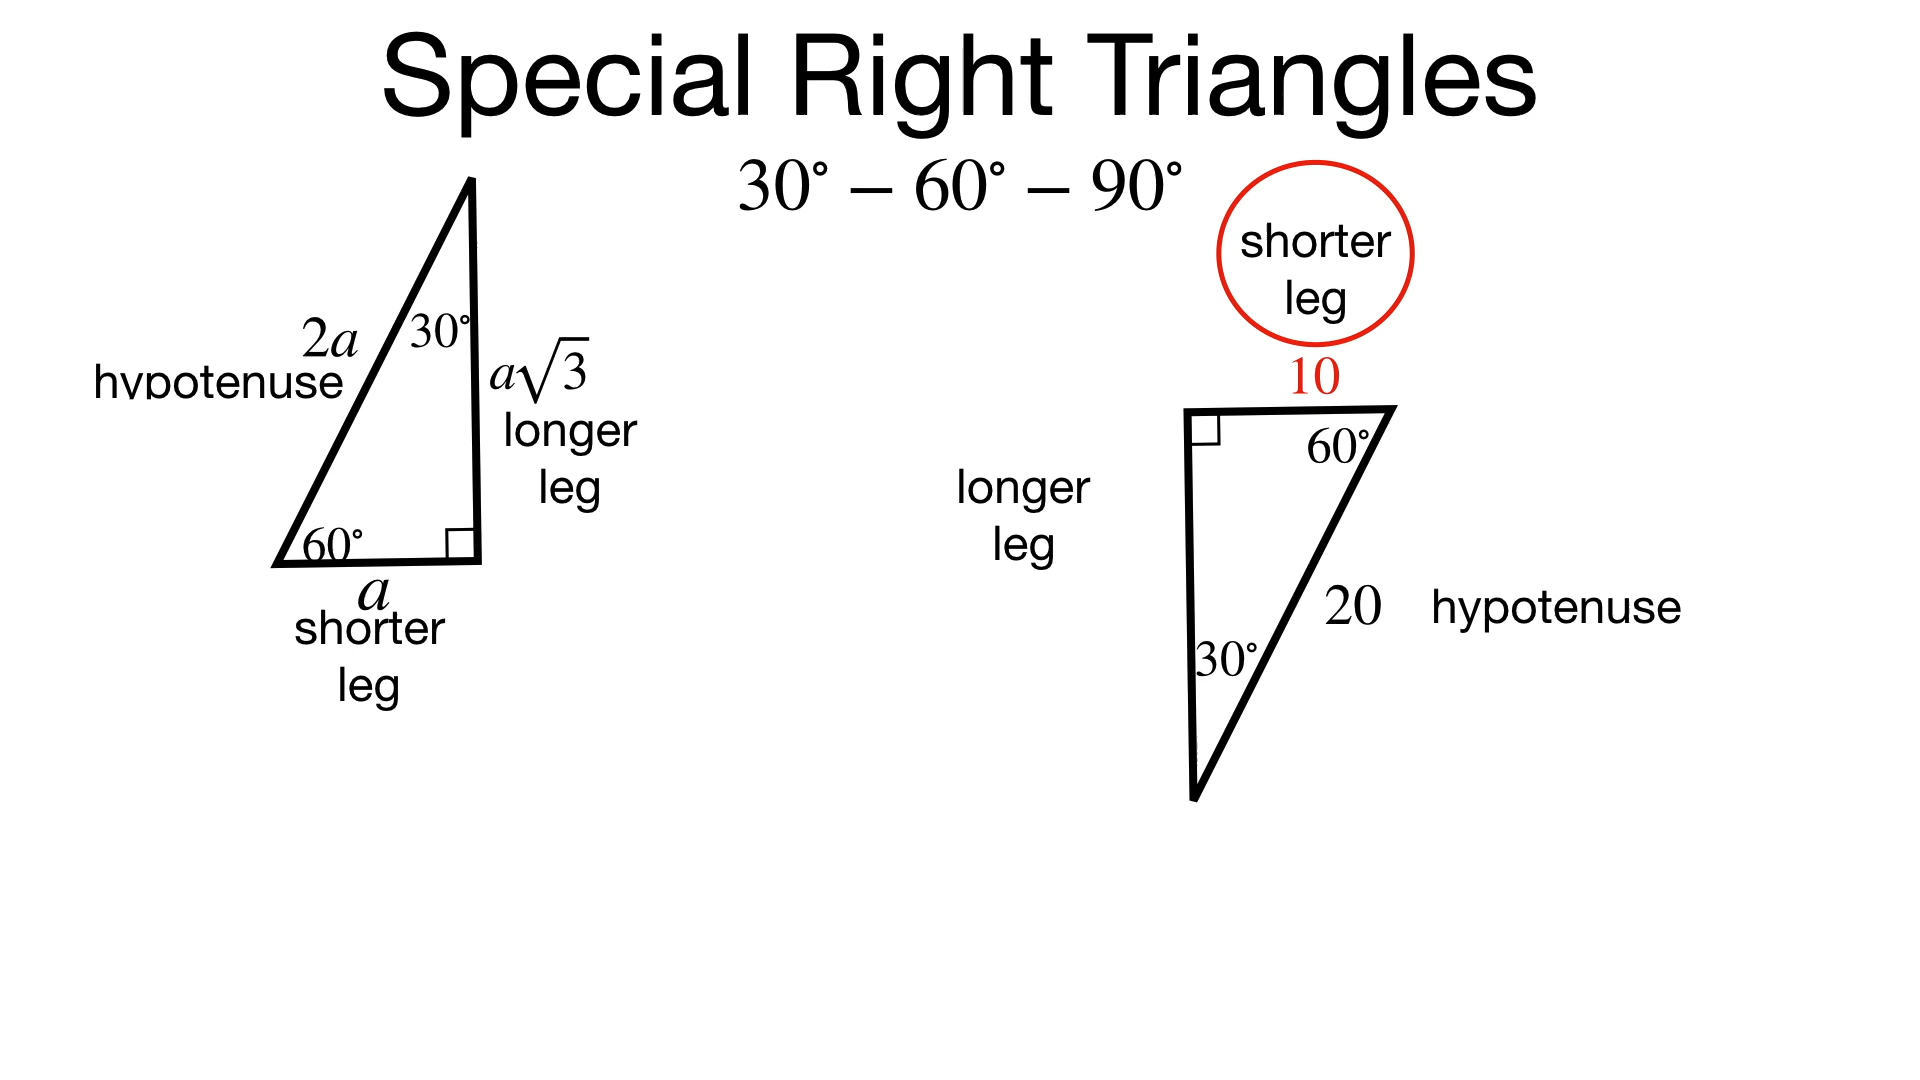 Special Right Triangles
30° – 60° – 90°
2a
hypotenuse
30°
a√3
longer
leg
60°
a
shorter
leg
shorter
leg
10
60°
longer
leg
20
hypotenuse
30°